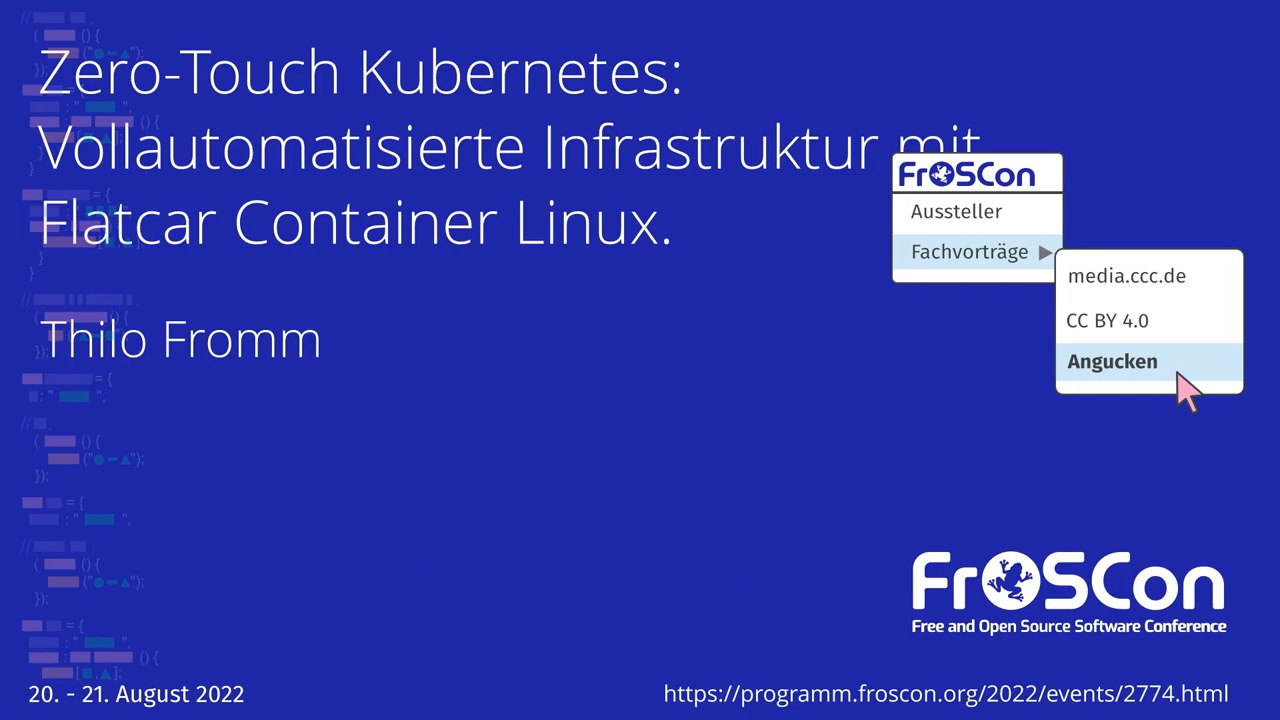 Zero-Touch Kubernetes:
Vollautomatisierte Infrastruktur mit
Flatcar Container Linux.
Thilo Fromm
FrOSCon
Aussteller
Fachvorträge
media.ccc.de
CC BY 4.0
Angucken
FrOSCon
Free and Open Source Software Conference
20. - 21. August 2022
https://programm.froscon.org/2022/events/2774.html